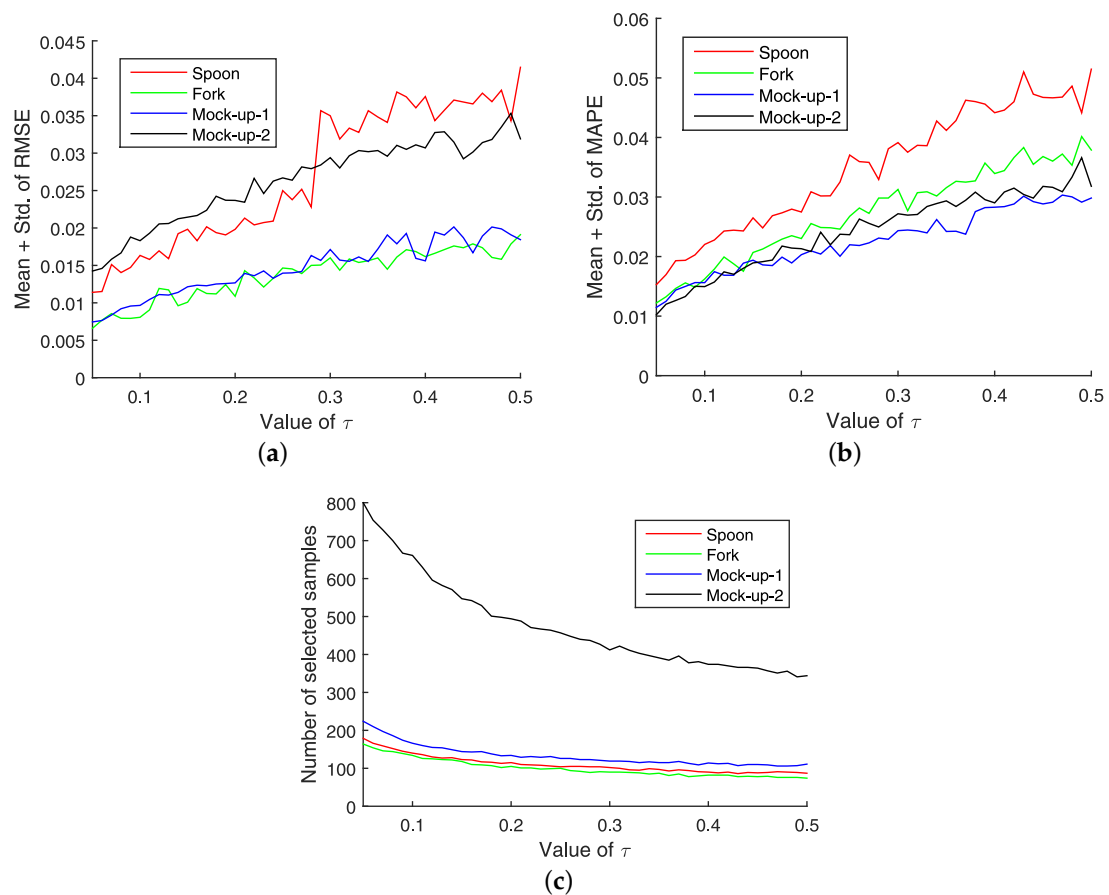 Mean + Std. of RMSE
0.045
0.04
0.035
0.03
0.025
0.02
0.015
0.01
0.005
0
Spoon
Fork
Mock-up-1
Mock-up-2
0.1 0.2 0.3 0.4 0.5
Value of τ
(a)
Mean + Std. of MAPE
0.06
0.05
0.04
0.03
0.02
0.01
0
Spoon
Fork
Mock-up-1
Mock-up-2
0.1 0.2 0.3 0.4 0.5
Value of τ
(b)
Number of selected samples
800
700
600
500
400
300
200
100
0
Spoon
Fork
Mock-up-1
Mock-up-2
0.1 0.2 0.3 0.4 0.5
Value of τ
(c)